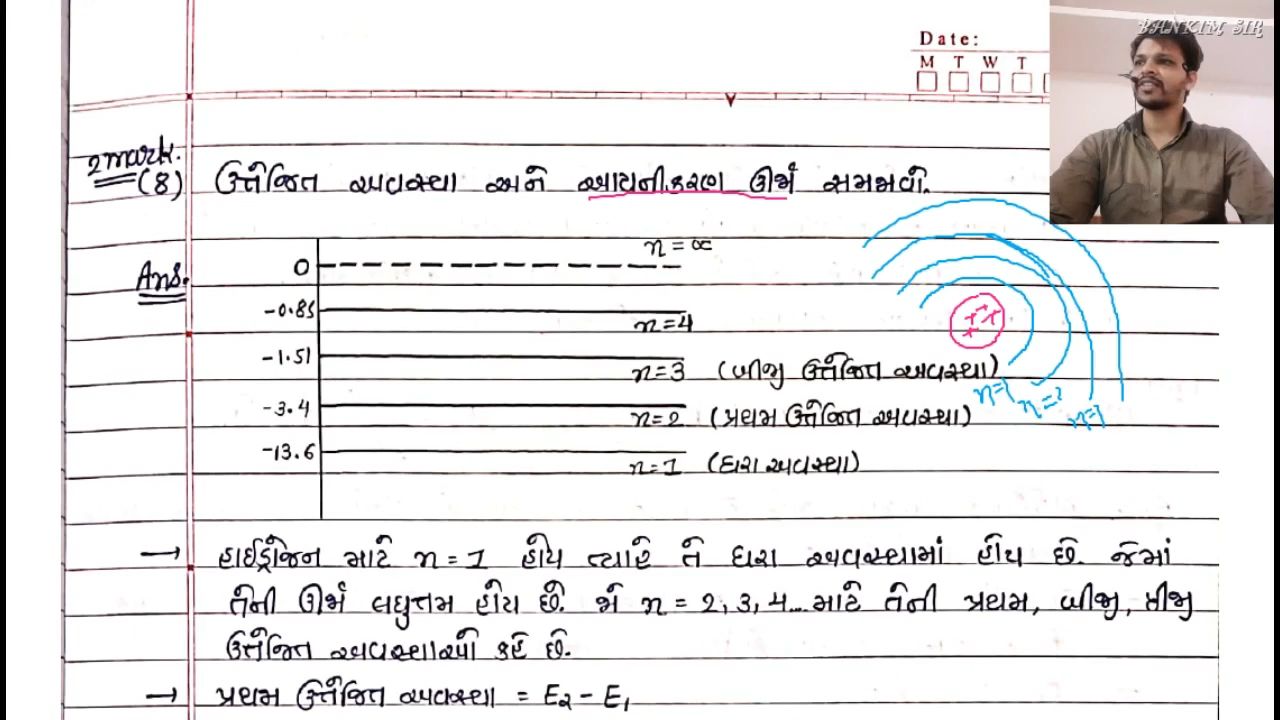 BANKIM SIR
Date:
M T W T
2 mark.
(8) ઉત્તેજિત અવસ્થા અને આયનીકરણ ઊર્જા સમજાવો.
Ans.
0 n = ∝
-0.85 n=4
-1.51 n=3 (બીજી ઉત્તેજિત અવસ્થા)
-3.4 n=2 (પ્રથમ ઉત્તેજિત અવસ્થા)
-13.6 n=1 (ધરા અવસ્થા)
n=1 n=2
→ હાઈડ્રોજન માટે n = 1 હોય ત્યારે તે ધરા અવસ્થામાં હોય છે. જેમાં
તેની ઊર્જા લઘુત્તમ હોય છે. જો n = 2, 3, 4... માટે તેની પ્રથમ, બીજી, ત્રીજી
ઉત્તેજિત અવસ્થાઓ કહે છે.
→ પ્રથમ ઉત્તેજિત અવસ્થા = E₂ - E₁